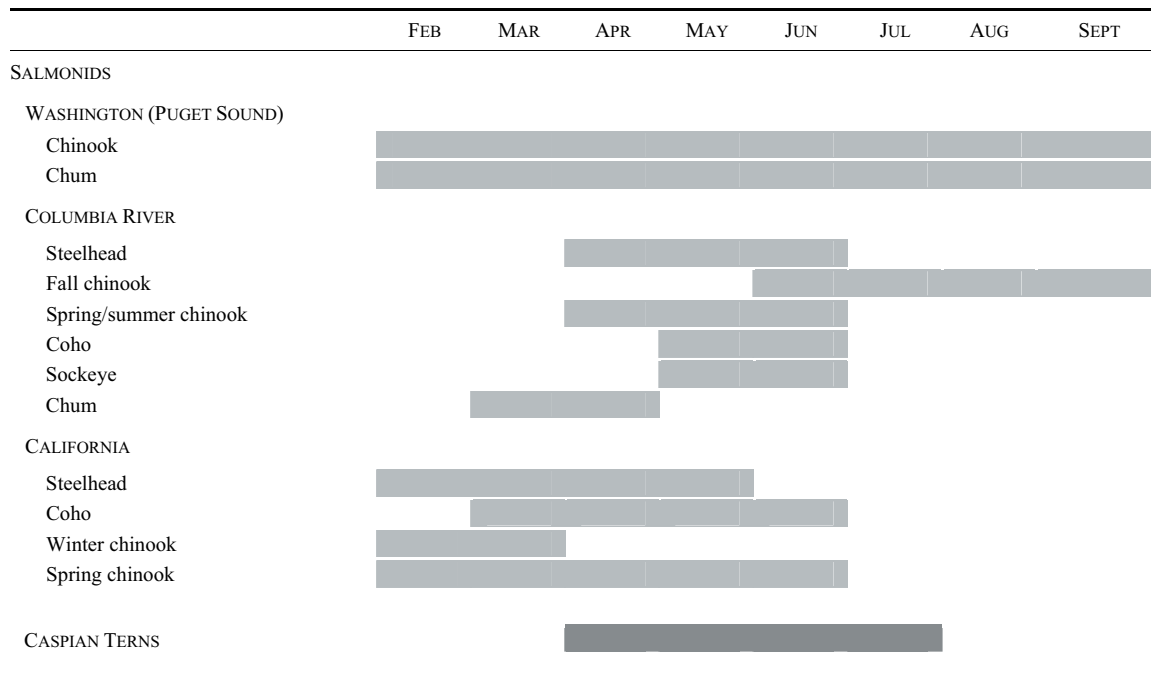 FEB MAR APR MAY JUN JUL AUG SEPT
SALMONIDS
WASHINGTON (PUGET SOUND)
Chinook
Chum
COLUMBIA RIVER
Steelhead
Fall chinook
Spring/summer chinook
Coho
Sockeye
Chum
CALIFORNIA
Steelhead
Coho
Winter chinook
Spring chinook
CASPIAN TERNS